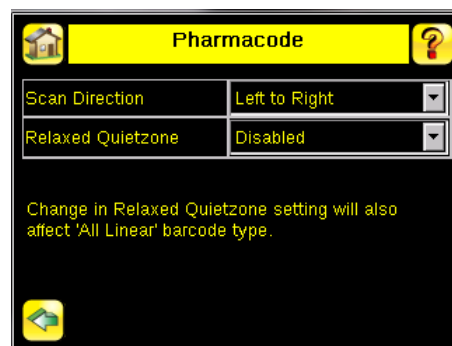 Pharmacode
?
Scan Direction Left to Right
Relaxed Quietzone Disabled
Change in Relaxed Quietzone setting will also
affect 'All Linear' barcode type.